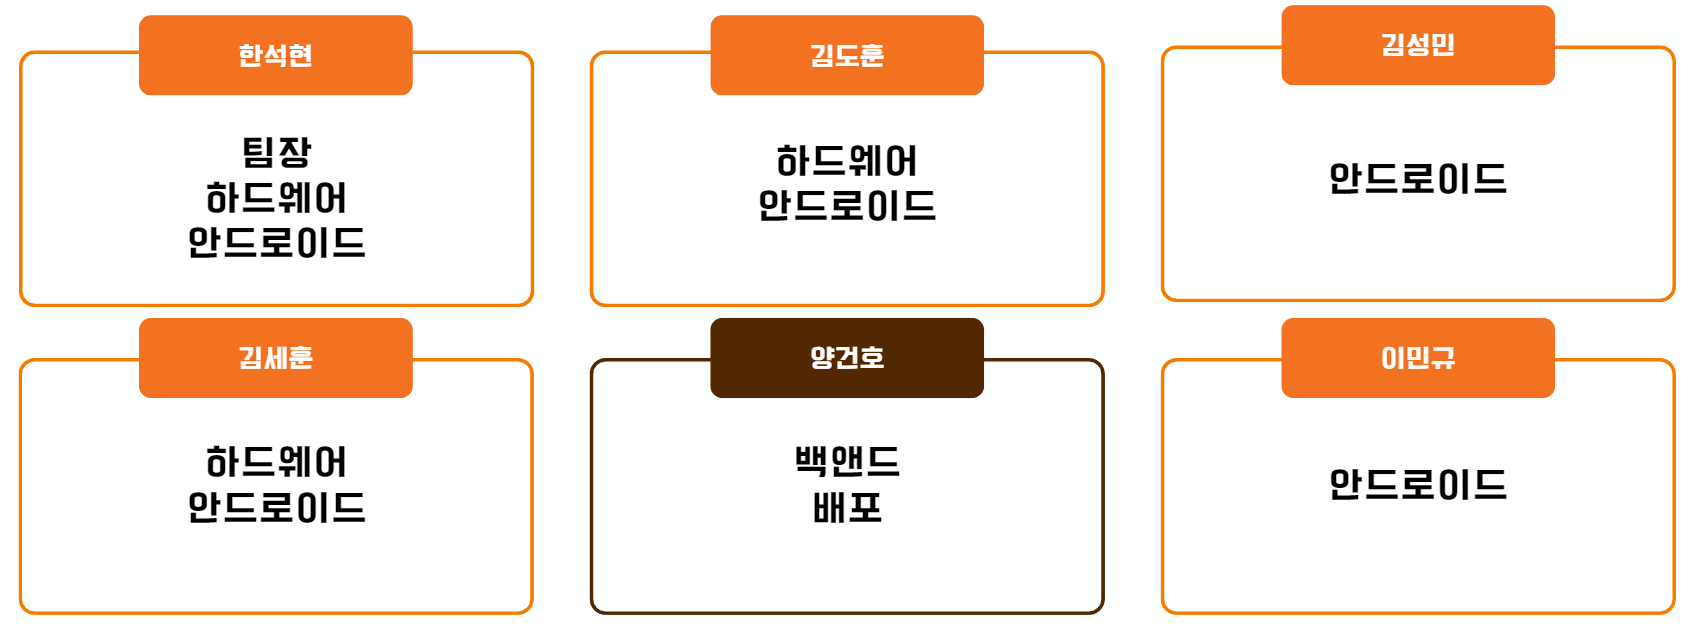 한석현
팀장
하드웨어
안드로이드
김도훈
하드웨어
안드로이드
김성민
안드로이드
김세훈
하드웨어
안드로이드
양건호
백앤드
배포
이민규
안드로이드